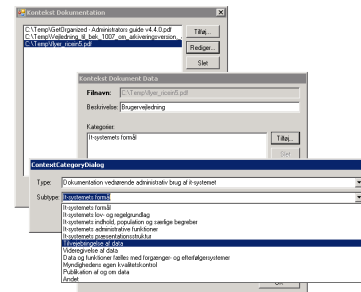 Kontekst Dokumentation
C:\Temp\GetOrganized - Administrators guide v4.4.0.pdf
C:\Temp\Vejledning_til_bek_1007_om_arkiveringsversion_
C:\Temp\flyer_ricein5.pdf
Tilføj...
Rediger...
Slet
Kontekst Dokument Data
Filnavn: C:\Temp\flyer_ricein5.pdf
Beskrivelse: Brugervejledning
Kategorier:
It-systemets formål
Tilføj...
Slet
ContextCategoryDialog
Type: Dokumentation vedrørende administrativ brug af it-systemet
Subtype: It-systemets formå
It-systemets formål
It-systemets lov- og regelgrundlag
It-systemets indhold, population og særlige begreber
It-systemets administrative funktioner
It-systemets præsentationsstruktur
Tilvejebringelse af data
Videregivelse af data
Data og funktioner fælles med forgænger- og efterfølgersystemer
Myndighedens egen kvalitetskontrol
Publikation af og om data
Andet